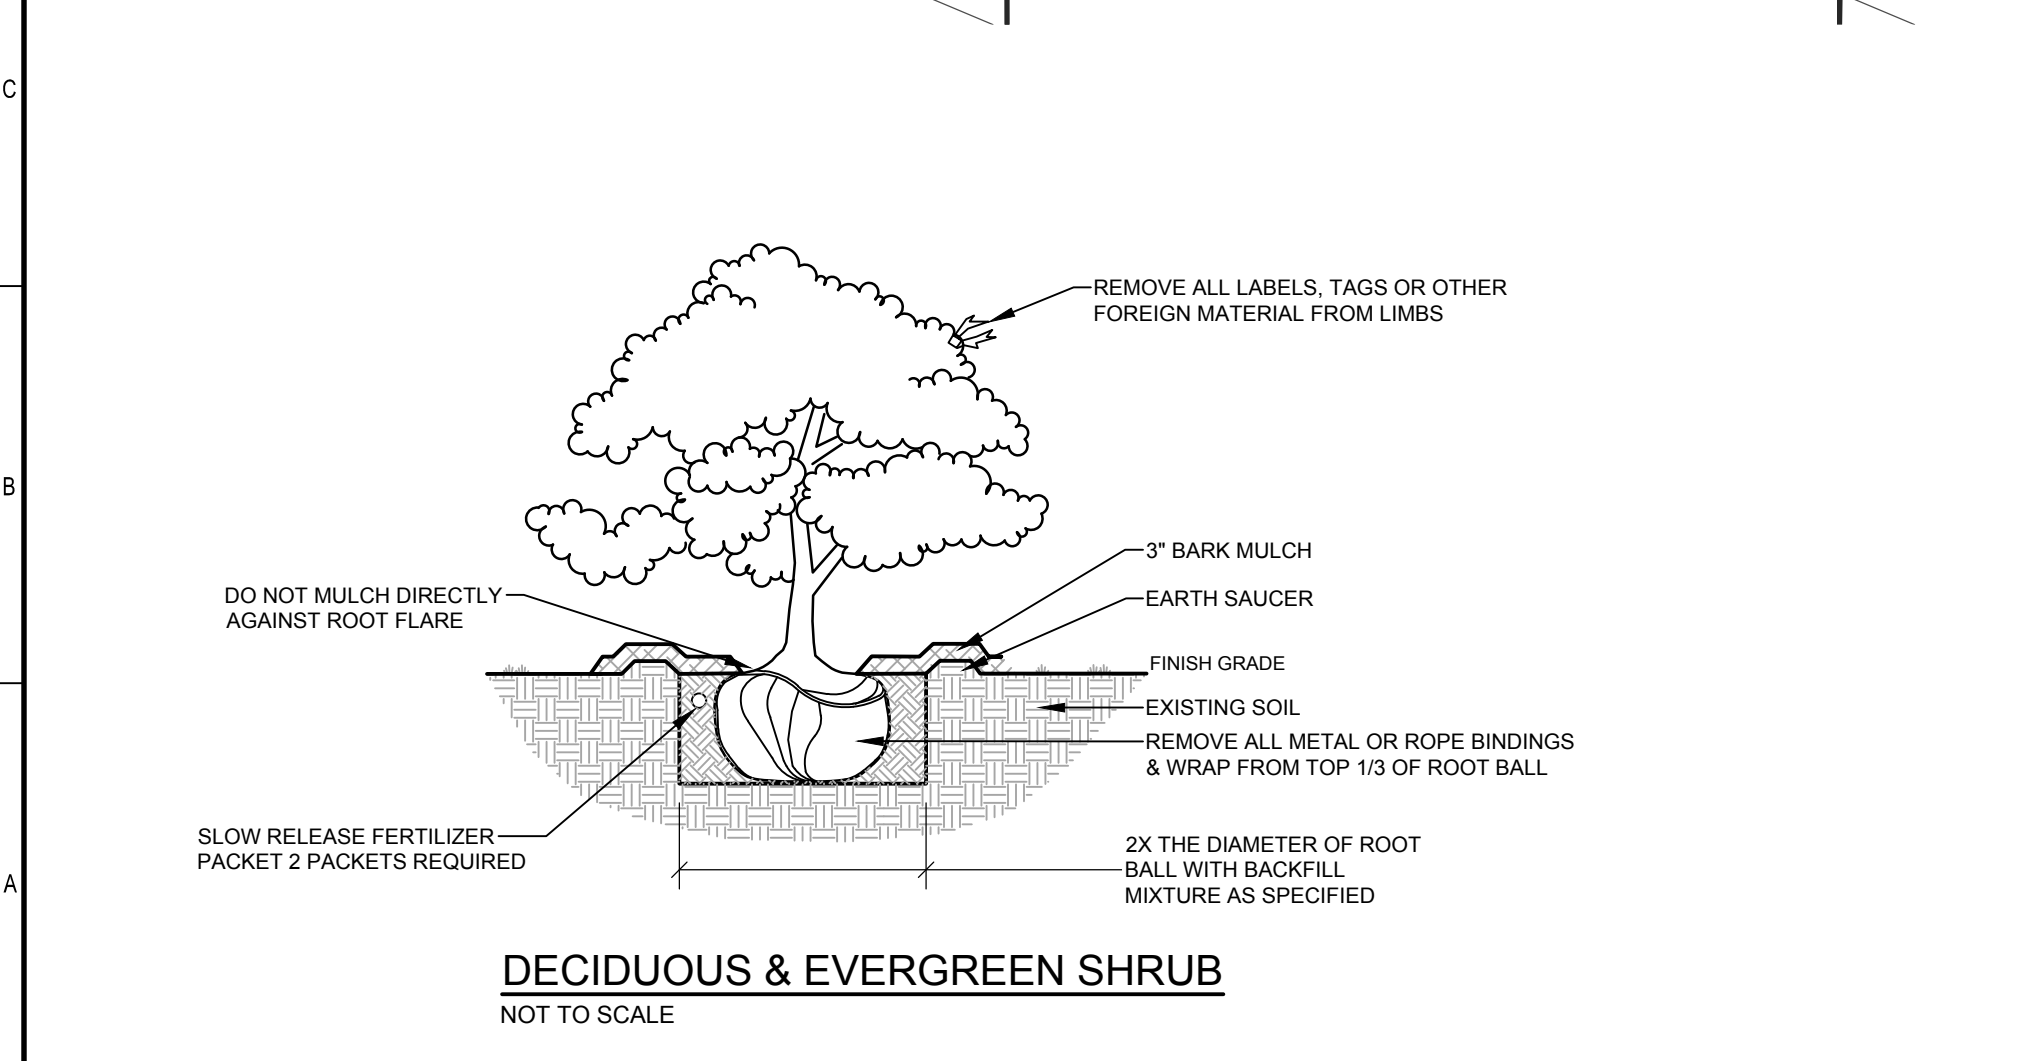 C
REMOVE ALL LABELS, TAGS OR OTHER
FOREIGN MATERIAL FROM LIMBS
B
3" BARK MULCH
DO NOT MULCH DIRECTLY
AGAINST ROOT FLARE
EARTH SAUCER
FINISH GRADE
EXISTING SOIL
REMOVE ALL METAL OR ROPE BINDINGS
& WRAP FROM TOP 1/3 OF ROOT BALL
SLOW RELEASE FERTILIZER
PACKET 2 PACKETS REQUIRED
2X THE DIAMETER OF ROOT
BALL WITH BACKFILL
MIXTURE AS SPECIFIED
A
DECIDUOUS & EVERGREEN SHRUB
NOT TO SCALE